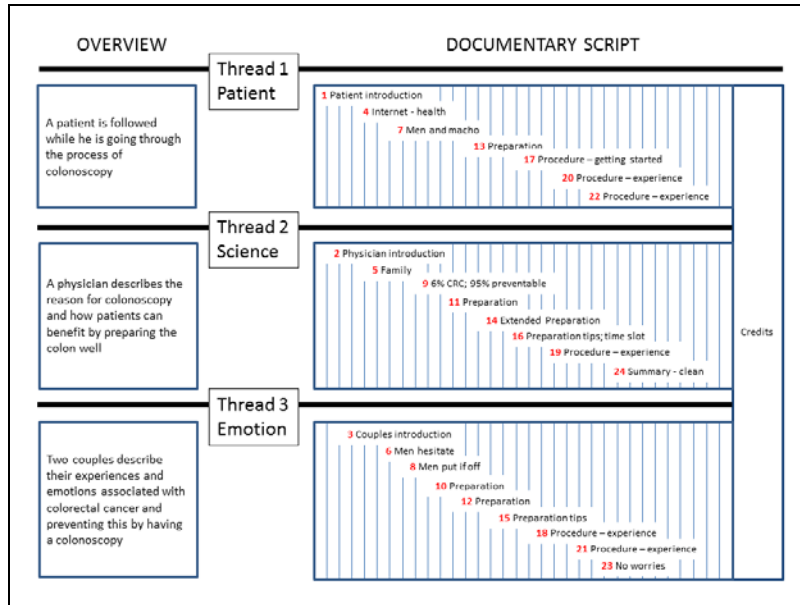 OVERVIEW
DOCUMENTARY SCRIPT
Thread 1
Patient
A patient is followed
while he is going through
the process of
colonoscopy
1 Patient introduction
4 Internet - health
7 Men and macho
13 Preparation
17 Procedure – getting started
20 Procedure – experience
22 Procedure – experience
Thread 2
Science
A physician describes the
reason for colonoscopy
and how patients can
benefit by preparing the
colon well
2 Physician introduction
5 Family
9 6% CRC; 95% preventable
11 Preparation
14 Extended Preparation
16 Preparation tips; time slot
19 Procedure – experience
24 Summary - clean
Credits
Thread 3
Emotion
Two couples describe
their experiences and
emotions associated with
colorectal cancer and
preventing this by having
a colonoscopy
3 Couples introduction
6 Men hesitate
8 Men put if off
10 Preparation
12 Preparation
15 Preparation tips
18 Procedure – experience
21 Procedure – experience
23 No worries